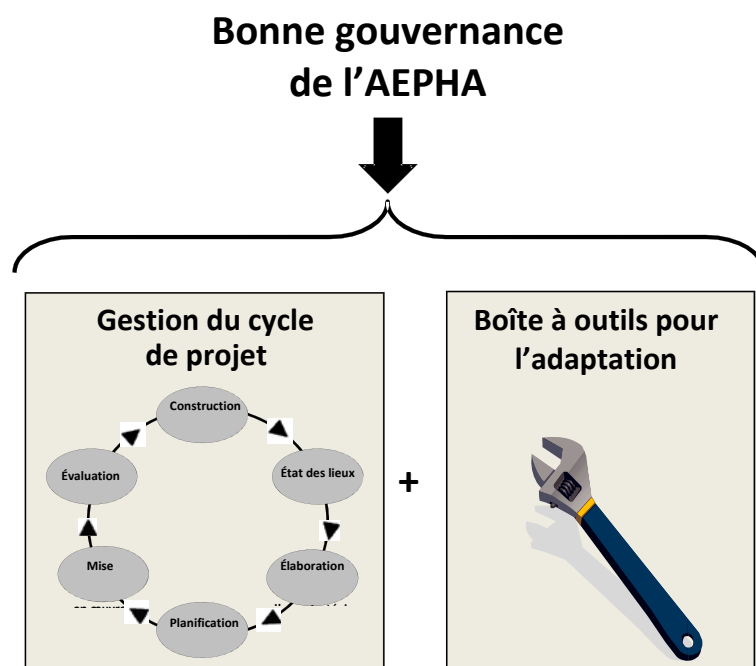 Bonne gouvernance
de l'AEPHA
Gestion du cycle
de projet
Construction
État des lieux
Élaboration
Planification
Mise
Évaluation
+
Boîte à outils pour
l'adaptation